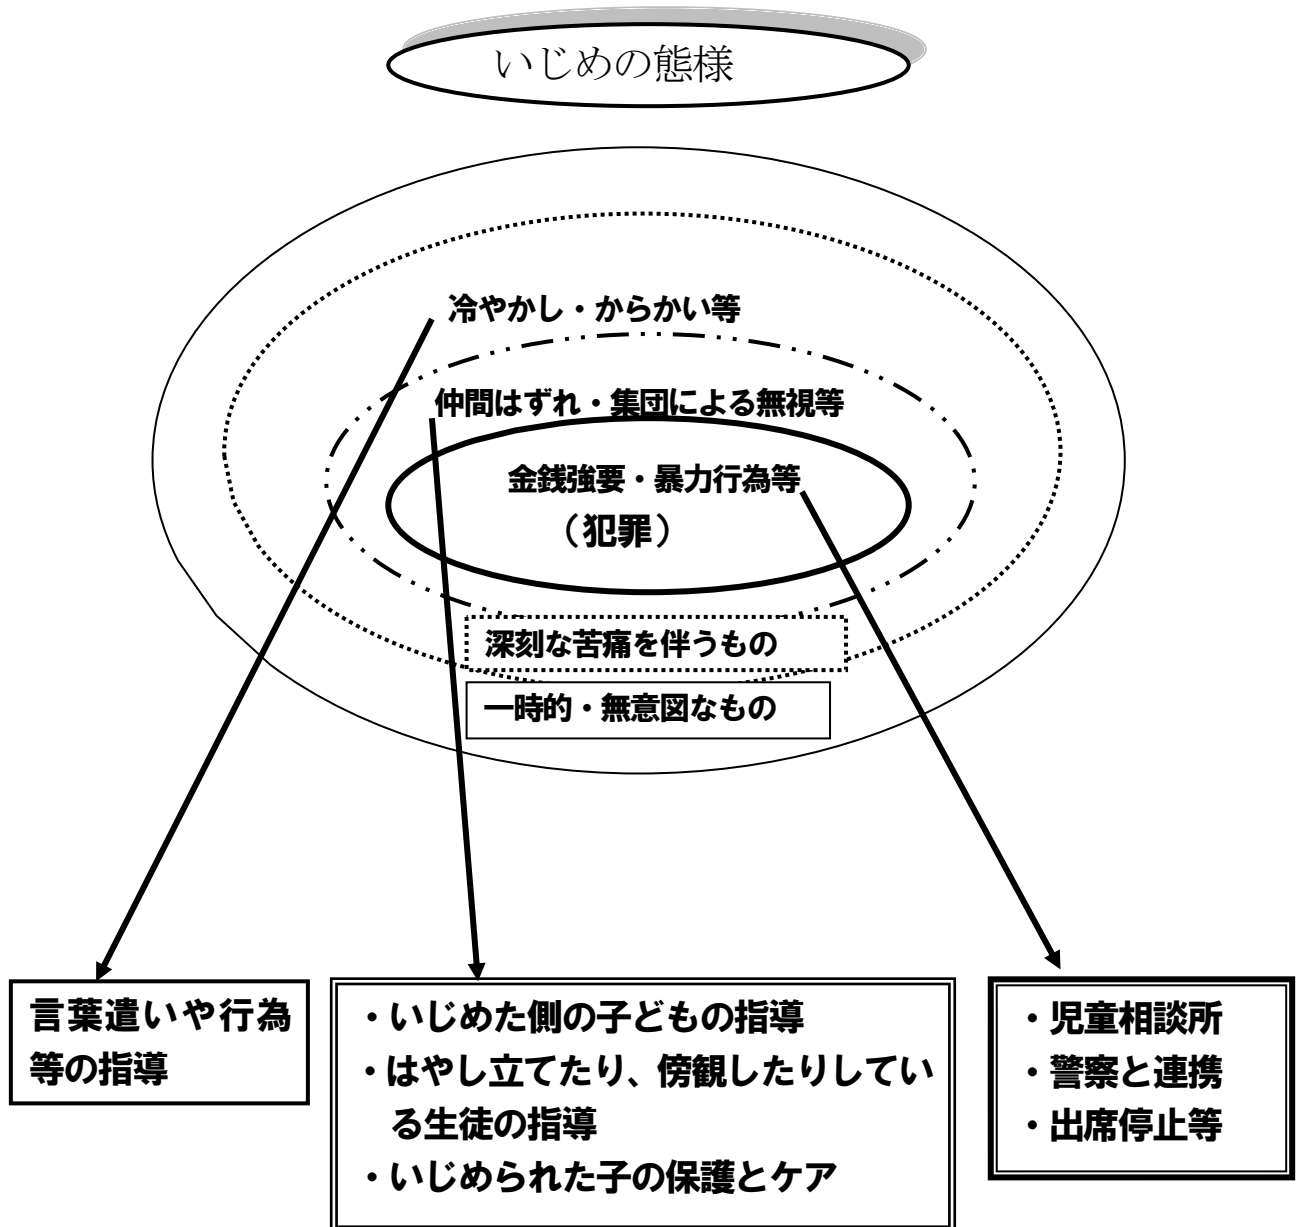 いじめの態様
冷やかし・からかい等
仲間はずれ・集団による無視等
金銭強要・暴力行為等
（犯罪）
深刻な苦痛を伴うもの
一時的・無意図なもの
言葉遣いや行為
等の指導
・いじめた側の子どもの指導
・はやし立てたり、傍観したりしてい
る生徒の指導
・いじめられた子の保護とケア
・児童相談所
・警察と連携
・出席停止等